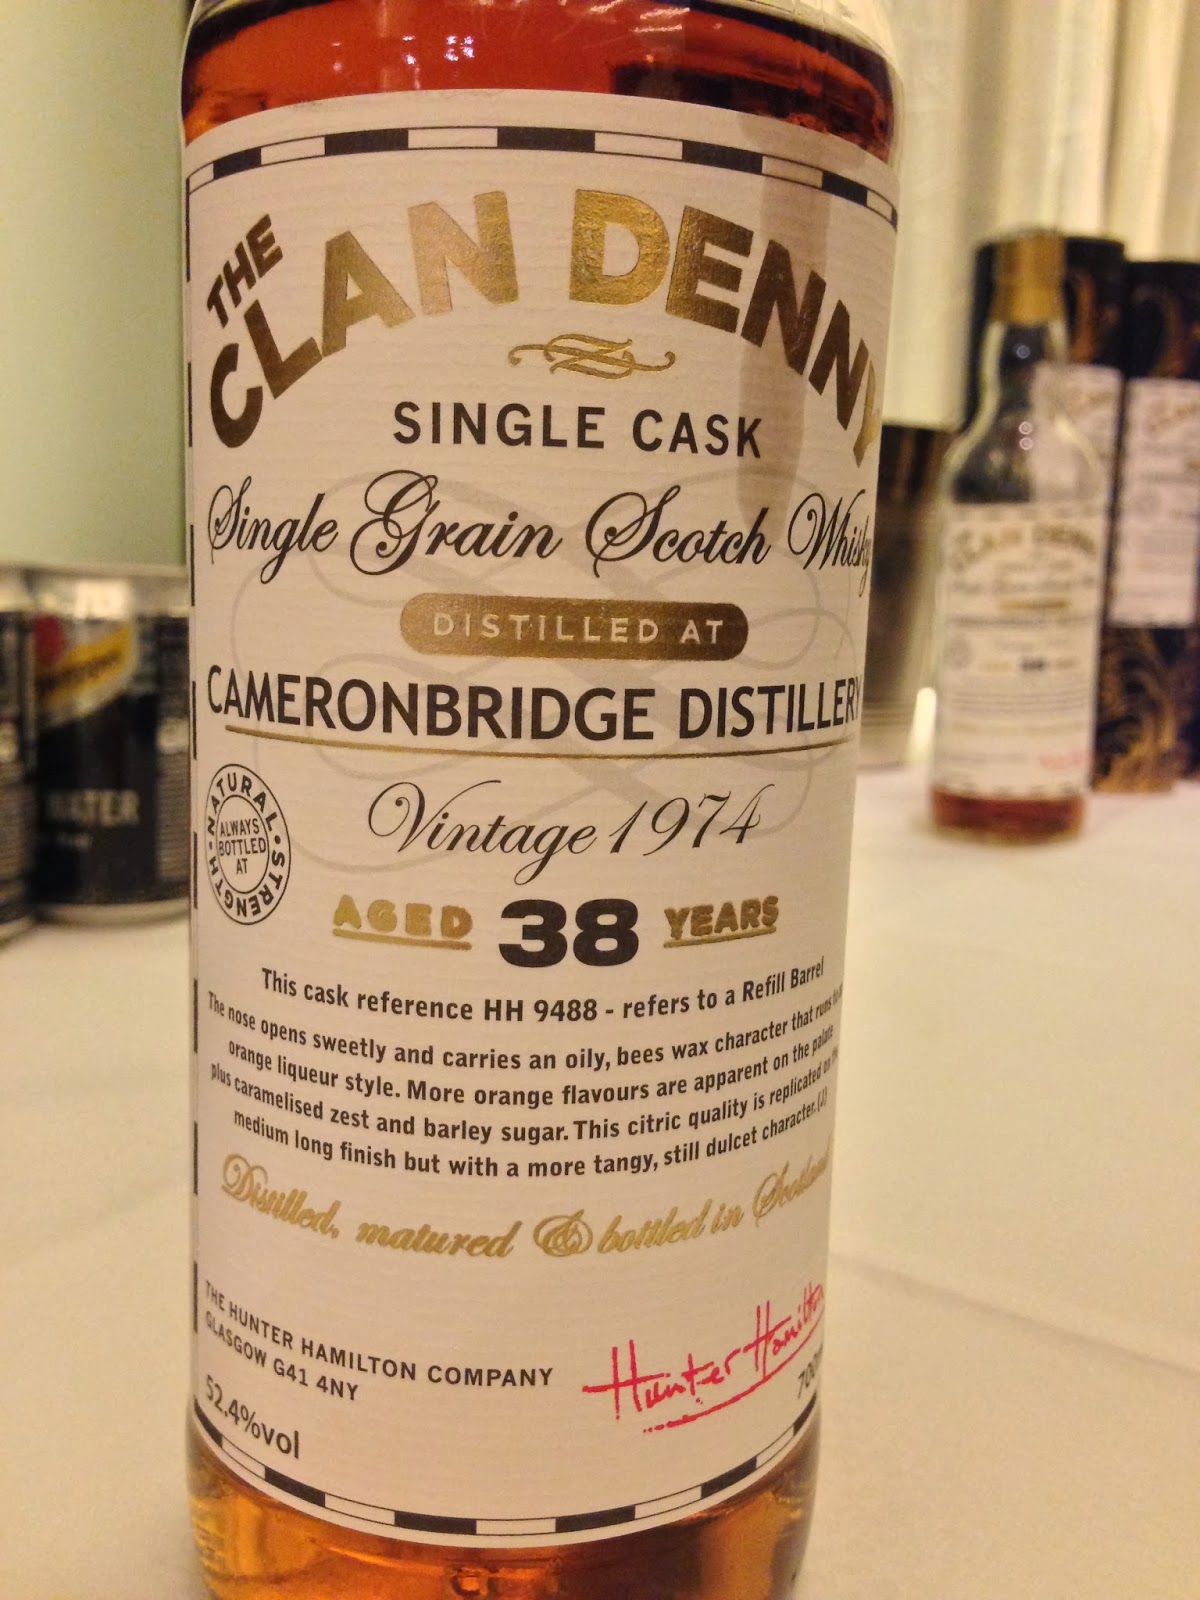 THE
CLAN DENNY
SINGLE CASK
Single Grain Scotch Whisky
DISTILLED AT
CAMERONBRIDGE DISTILLERY
Vintage 1974
NATURAL • STRENGTH •
ALWAYS
BOTTLED
AT
AGED 38 YEARS
This cask reference HH 9488 - refers to a Refill Barrel
The nose opens sweetly and carries an oily, bees wax character that runs to
orange liqueur style. More orange flavours are apparent on the palate
plus caramelised zest and barley sugar. This citric quality is replicated on
medium long finish but with a more tangy, still dulcet character. (J)
Distilled, matured & bottled in Scotland
THE HUNTER HAMILTON COMPANY
GLASGOW G41 4NY
Hunter Hamilton
52.4%vol
CLAN DENNY
38
WATER